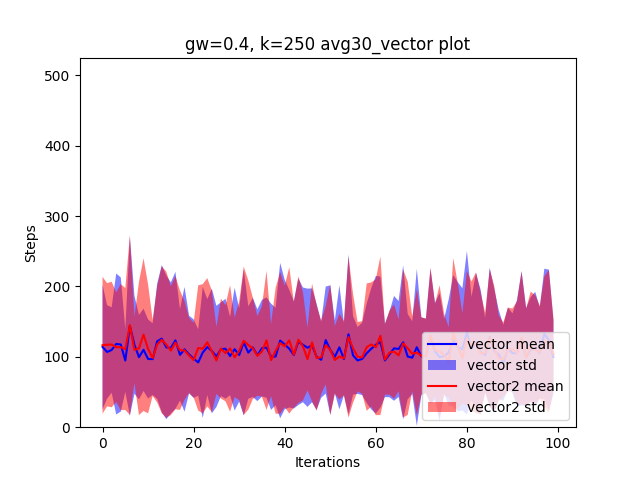 gw=0.4, k=250 avg30_vector plot
Steps
500
400
300
200
100
0
0 20 40 60 80 100
Iterations
vector mean
vector std
vector2 mean
vector2 std